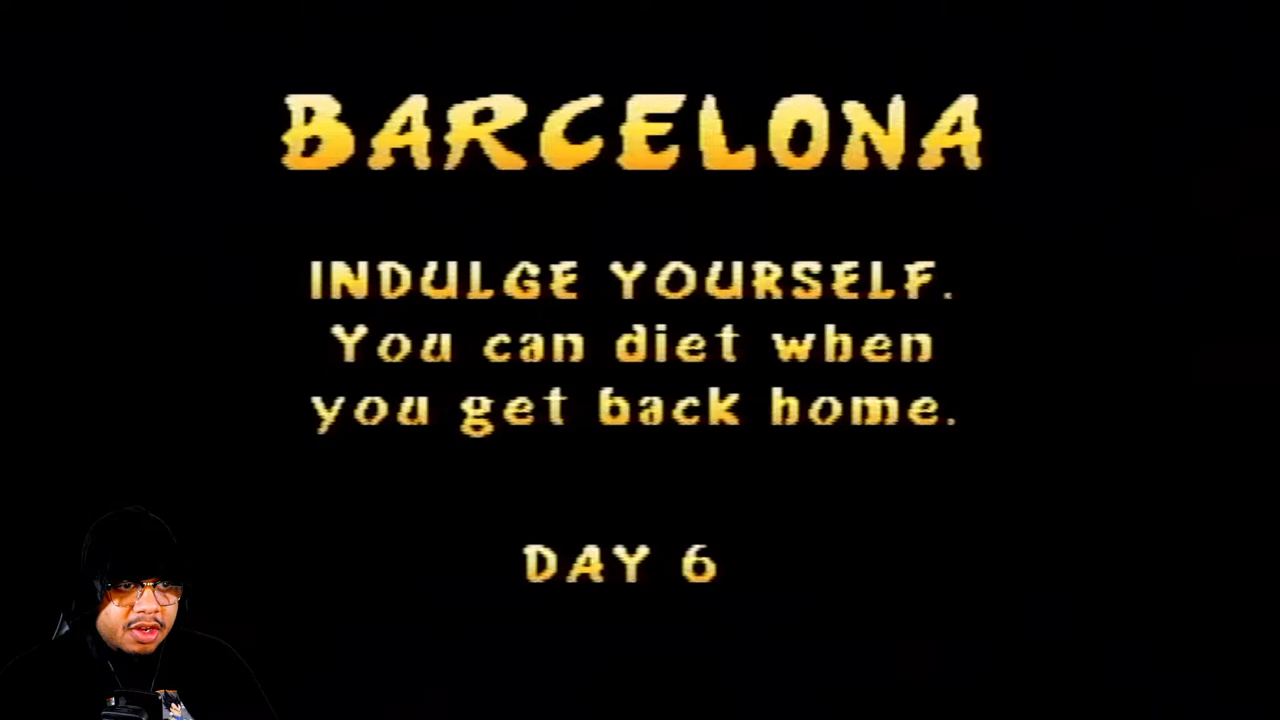 BARCELONA
INDULGE YOURSELF.
You can diet when
you get back home.
DAY 6